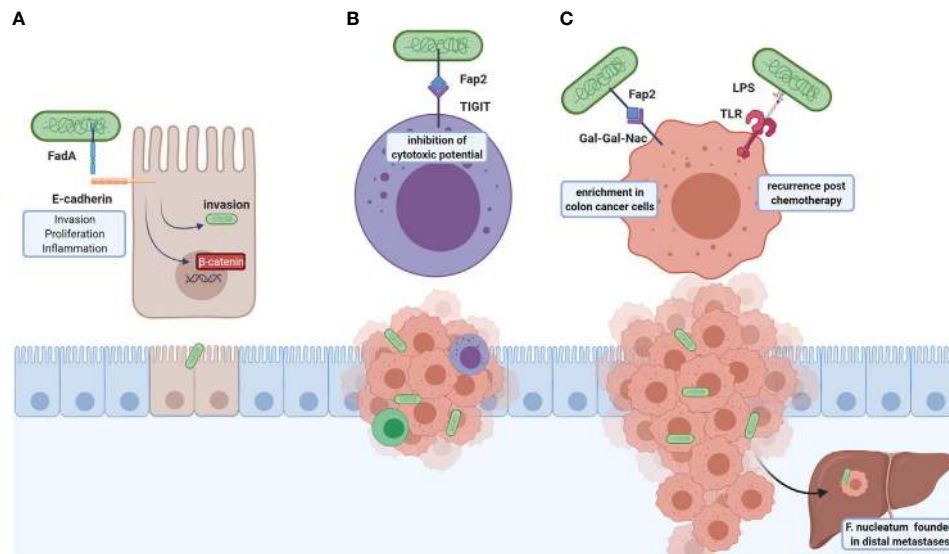 A
FadA
E-cadherin
Invasion
Proliferation
Inflammation
invasion
β-catenin
B
Fap2
TIGIT
inhibition of
cytotoxic potential
C
Fap2
Gal-Gal-Nac
LPS
TLR
enrichment in
colon cancer cells
recurrence post
chemotherapy
F. nucleatum founded
in distal metastases